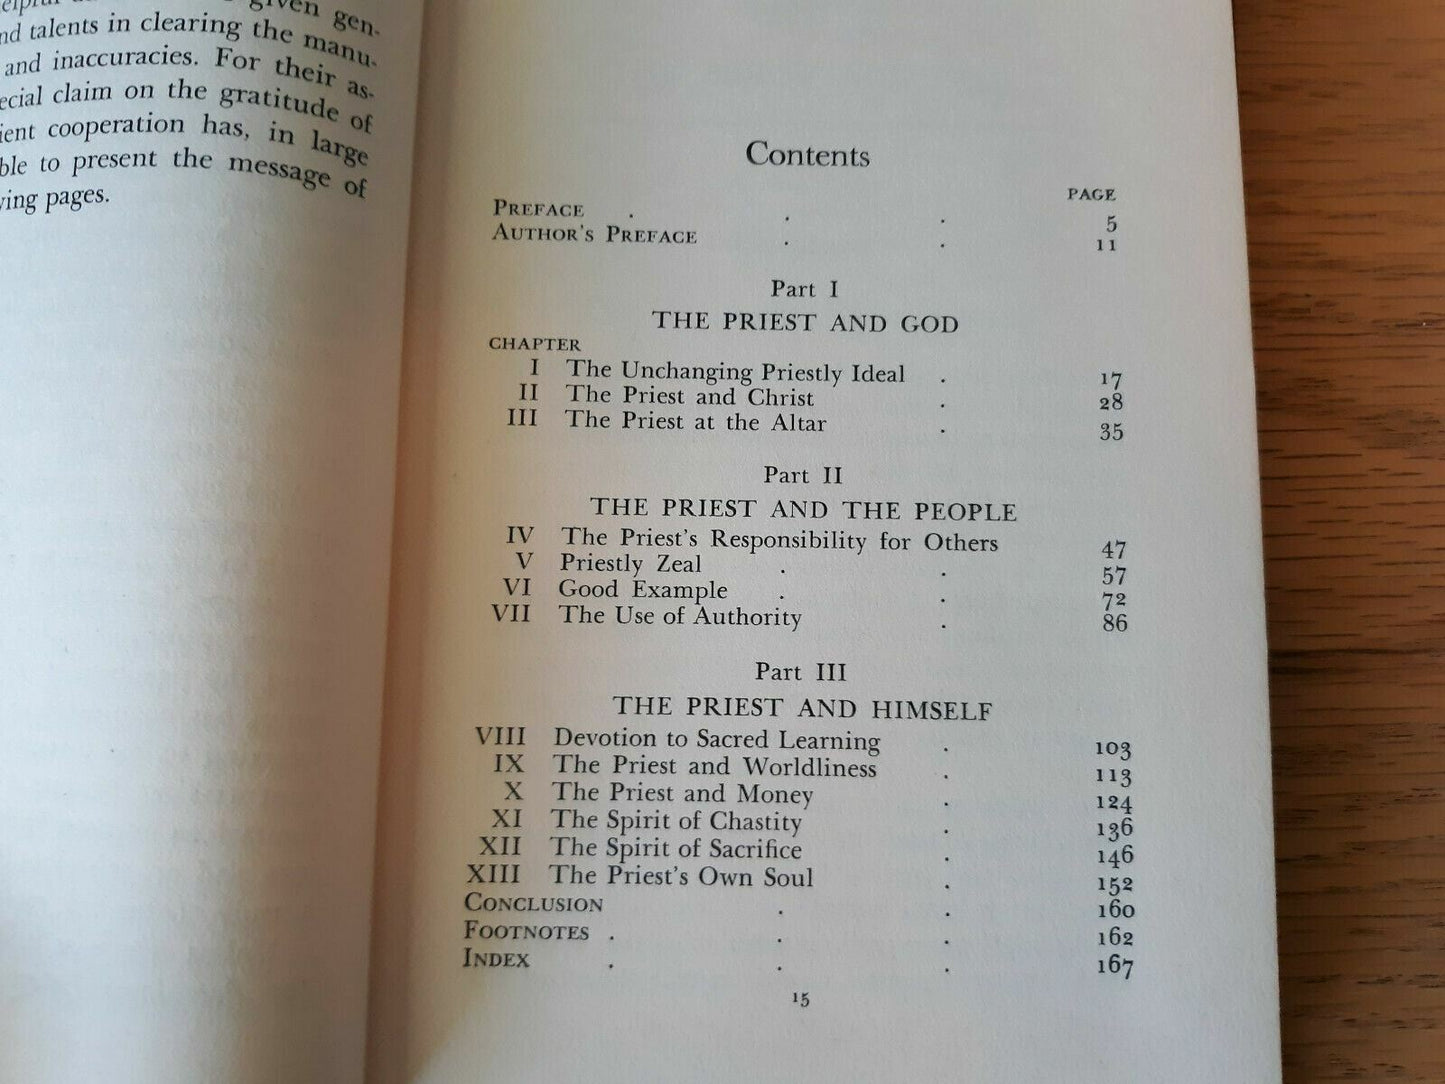 given gen-
talents in clearing the manu-
and inaccuracies. For their as-
claim on the gratitude of
cooperation has, in large
to present the message of
pages.
Contents
PAGE
PREFACE . . . 5
AUTHOR'S PREFACE . . 11
Part I
THE PRIEST AND GOD
CHAPTER
I The Unchanging Priestly Ideal . 17
II The Priest and Christ . 28
III The Priest at the Altar . 35
Part II
THE PRIEST AND THE PEOPLE
IV The Priest's Responsibility for Others 47
V Priestly Zeal . . 57
VI Good Example . . 72
VII The Use of Authority . 86
Part III
THE PRIEST AND HIMSELF
VIII Devotion to Sacred Learning . 103
IX The Priest and Worldliness . 113
X The Priest and Money . 124
XI The Spirit of Chastity . 136
XII The Spirit of Sacrifice . 146
XIII The Priest's Own Soul . 152
CONCLUSION . . 160
FOOTNOTES . . . 162
INDEX . . . 167
15